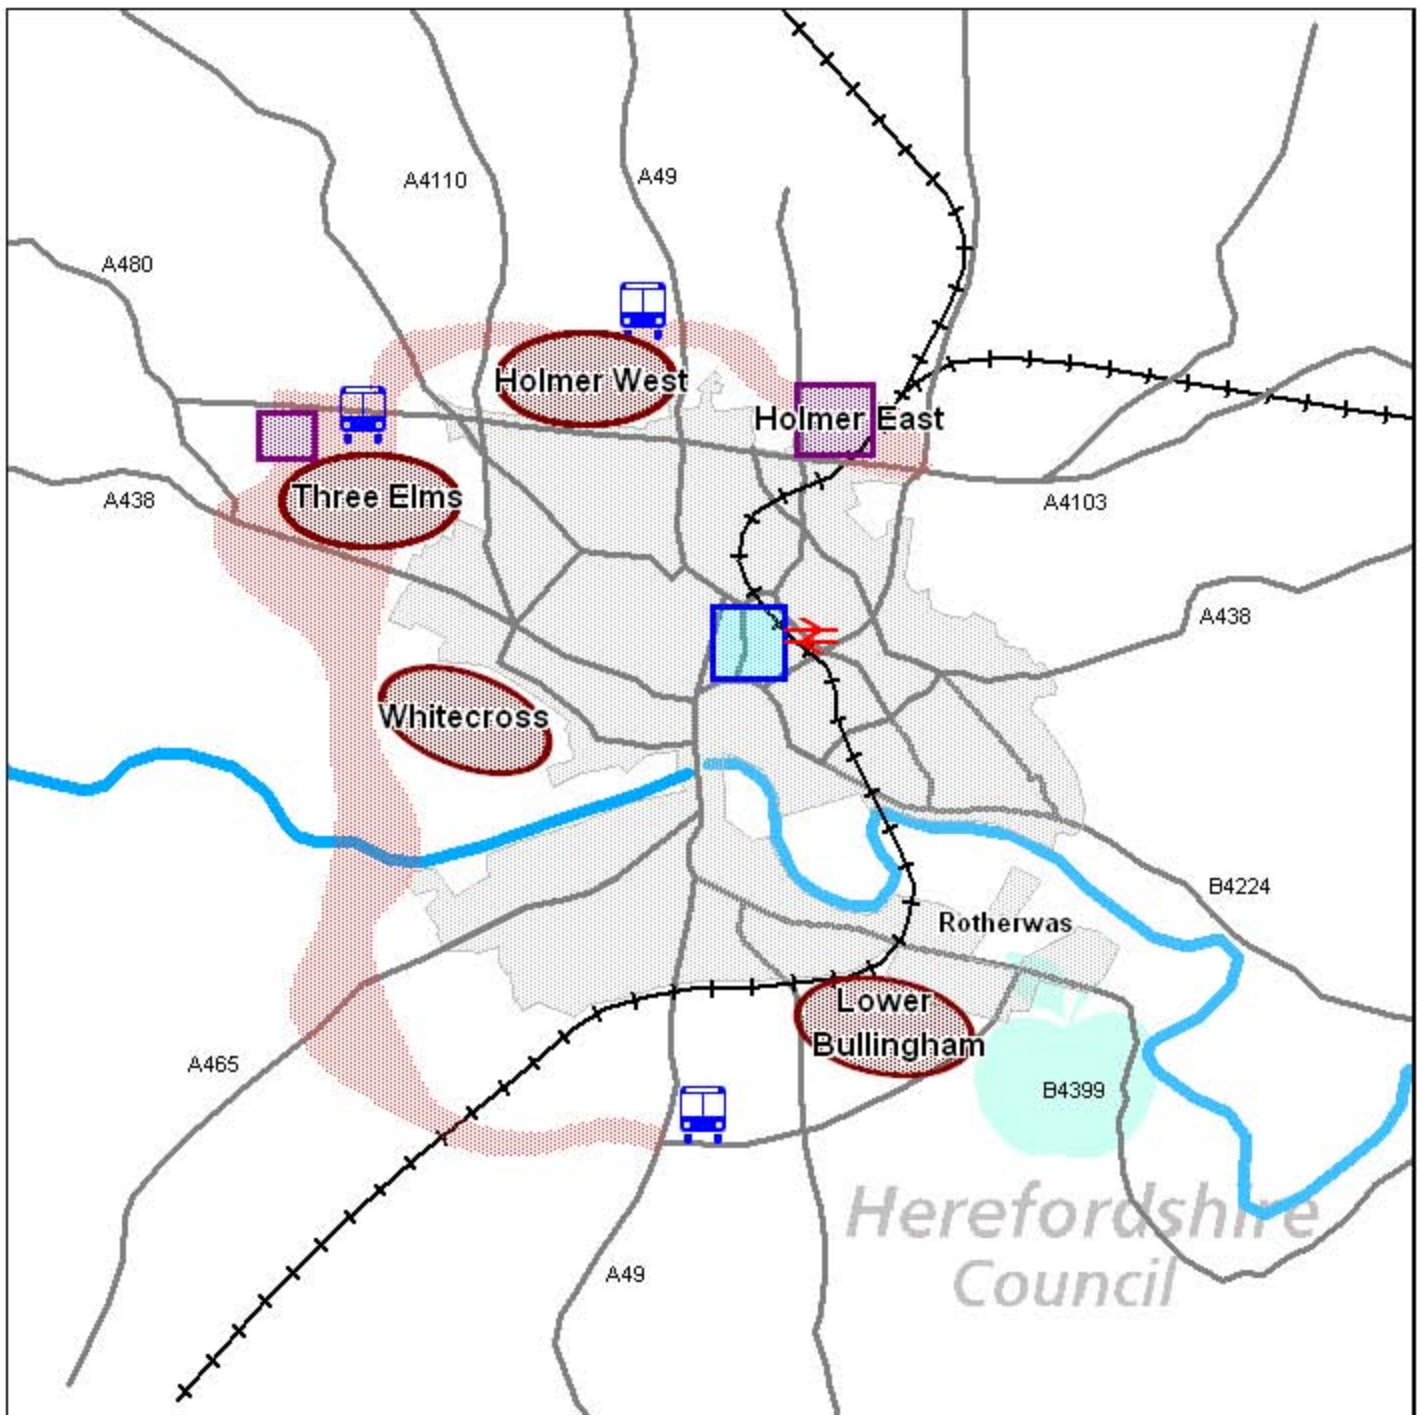 A4110
A49
A480
Holmer West
Holmer East
Three Elms
A438
A4103
A438
Whitecross
B4224
Rotherwas
Lower
Bullingham
A465
B4399
Herefordshire
Council
A49